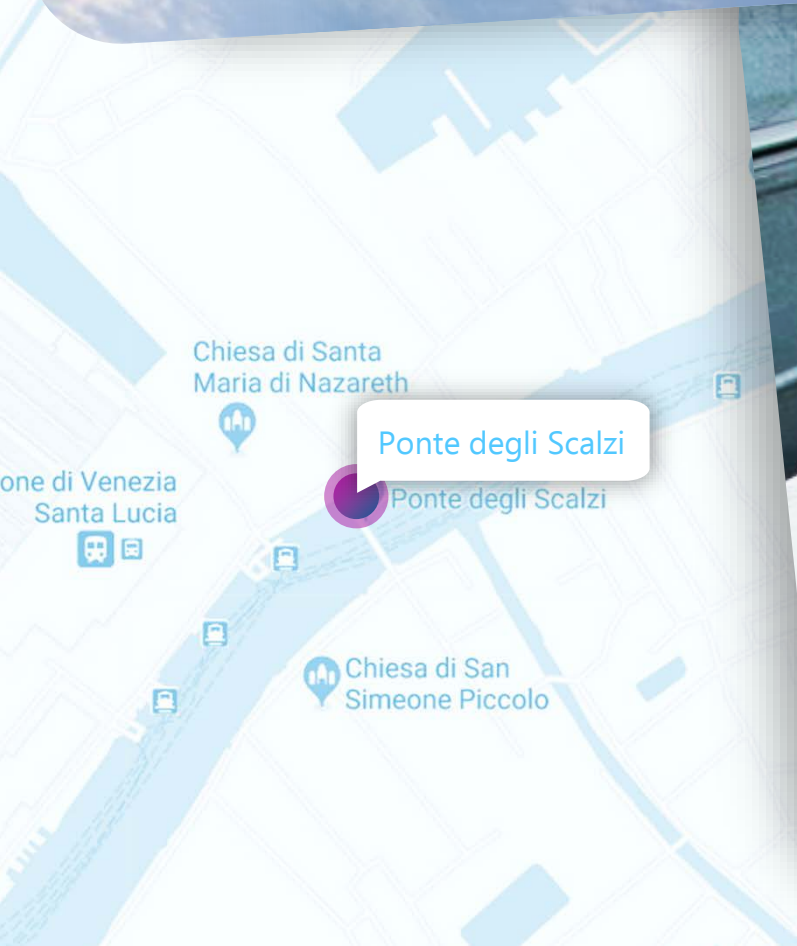 Chiesa di Santa
Maria di Nazareth
Ponte degli Scalzi
Ponte degli Scalzi
one di Venezia
Santa Lucia
Chiesa di San
Simeone Piccolo